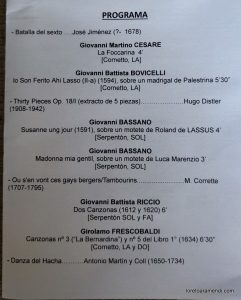 PROGRAMA
- Batalla del sexto ....José Jiménez (?- 1678)
Giovanni Martino CESARE
La Foccarina 4'
[Cornetto, LA]
Giovanni Battista BOVICELLI
Io Son Ferito Ahi Lasso (II-a) (1594), sobre un madrigal de Palestrina 5'30"
[Cornetto, LA]
- Thirty Pieces Op. 18/I (extracto de 5 piezas)..................Hugo Distler
(1908-1942)
Giovanni BASSANO
Susanne ung jour (1591), sobre un motete de Roland de LASSUS 4'
[Serpentón, SOL]
Giovanni BASSANO
Madonna mia gentil, sobre un motete de Luca Marenzio 3'
[Serpentón, SOL]
- Ou s'en vont ces gays bergers/Tambourins...................M. Corrette
(1707-1795)
Giovanni Battista RICCIO
Dos Canzonas (1612 y 1620) 6'
[Serpentón SOL y FA]
Girolamo FRESCOBALDI
Canzonas nº 3 ("La Bernardina") y nº 5 del Libro 1° (1634) 6'30"
[Cornetto, LA y DO]
- Danza del Hacha..............Antonio Martin y Coll (1650-1734)
loretoaramendi.com